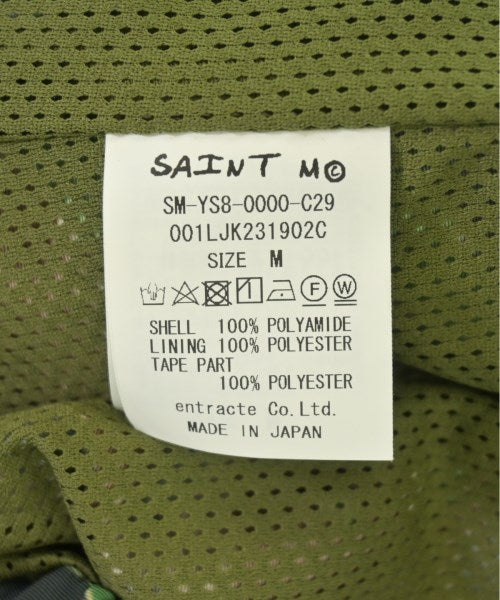 SAINT M©
SM-YS8-0000-C29
001LJK231902C
SIZE M
F W
SHELL 100% POLYAMIDE
LINING 100% POLYESTER
TAPE PART
100% POLYESTER
entracte Co.Ltd.
MADE IN JAPAN